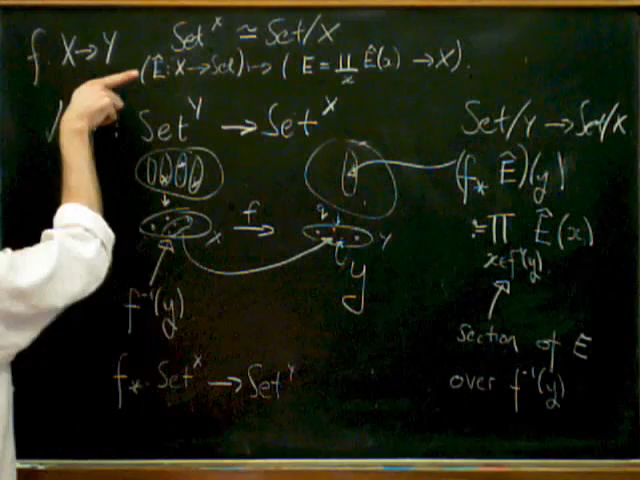 f: X → Y
Set^X ≃ Set/X
(Ê: X → Set) ↦ (E = ∐_x Ê(x) → X).
: Set^Y → Set^X
Set/Y → Set/X
(f_* Ê)(y)
:= ∏_{x∈f^{-1}(y)} Ê(x)
f
X
Y
y
f^{-1}(y)
section of E
over f^{-1}(y)
f_*: Set^X → Set^Y